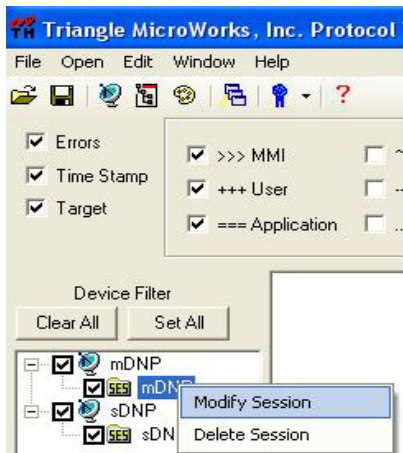 Triangle MicroWorks, Inc. Protocol
File Open Edit Window Help
Errors
Time Stamp
Target
>>> MMI
+++ User
=== Application
~
--
..
Device Filter
Clear All Set All
mDNP
SES mDNP
sDNP
SES sDN
Modify Session
Delete Session